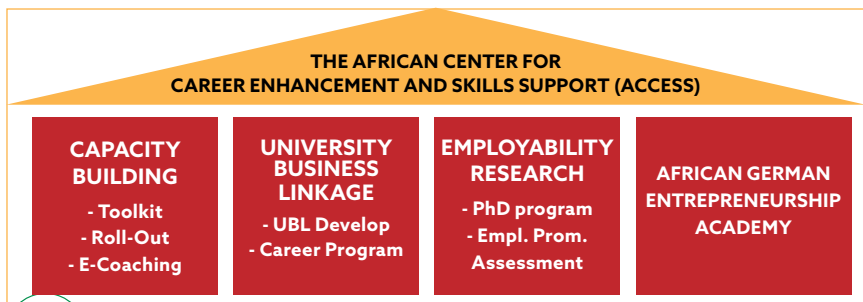 THE AFRICAN CENTER FOR
CAREER ENHANCEMENT AND SKILLS SUPPORT (ACCESS)
CAPACITY
BUILDING
- Toolkit
- Roll-Out
- E-Coaching
UNIVERSITY
BUSINESS
LINKAGE
- UBL Develop
- Career Program
EMPLOYABILITY
RESEARCH
- PhD program
- Empl. Prom.
Assessment
AFRICAN GERMAN
ENTREPRENEURSHIP
ACADEMY